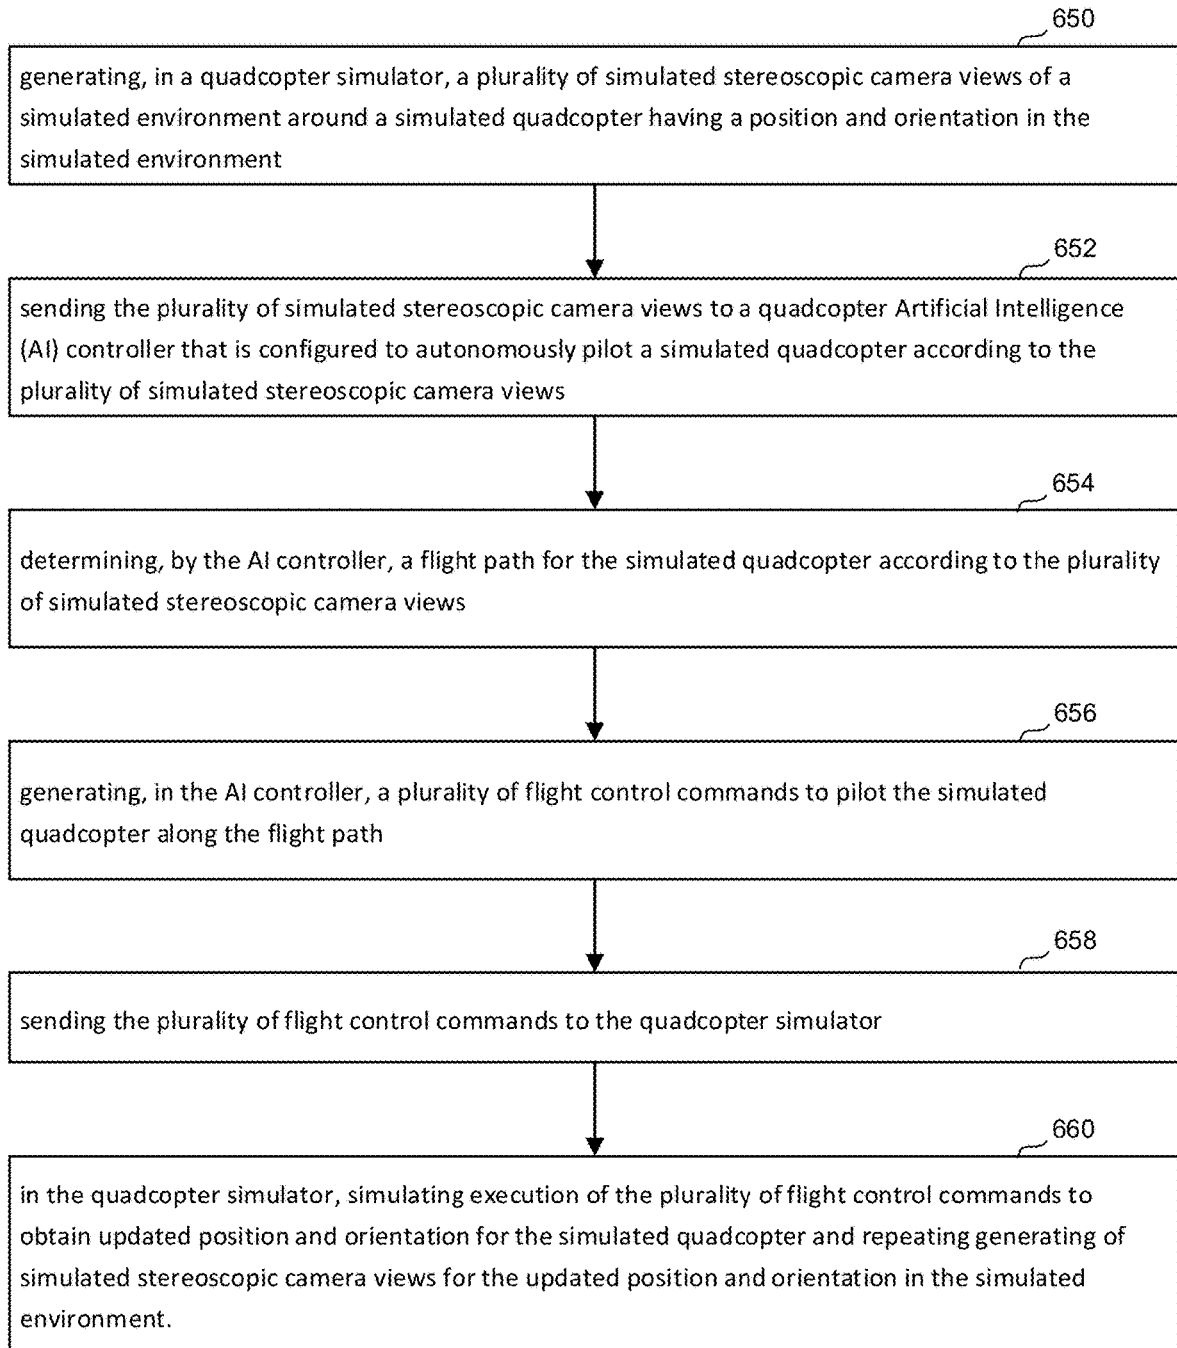 650
generating, in a quadcopter simulator, a plurality of simulated stereoscopic camera views of a
simulated environment around a simulated quadcopter having a position and orientation in the
simulated environment
652
sending the plurality of simulated stereoscopic camera views to a quadcopter Artificial Intelligence
(AI) controller that is configured to autonomously pilot a simulated quadcopter according to the
plurality of simulated stereoscopic camera views
654
determining, by the AI controller, a flight path for the simulated quadcopter according to the plurality
of simulated stereoscopic camera views
656
generating, in the AI controller, a plurality of flight control commands to pilot the simulated
quadcopter along the flight path
658
sending the plurality of flight control commands to the quadcopter simulator
660
in the quadcopter simulator, simulating execution of the plurality of flight control commands to
obtain updated position and orientation for the simulated quadcopter and repeating generating of
simulated stereoscopic camera views for the updated position and orientation in the simulated
environment.